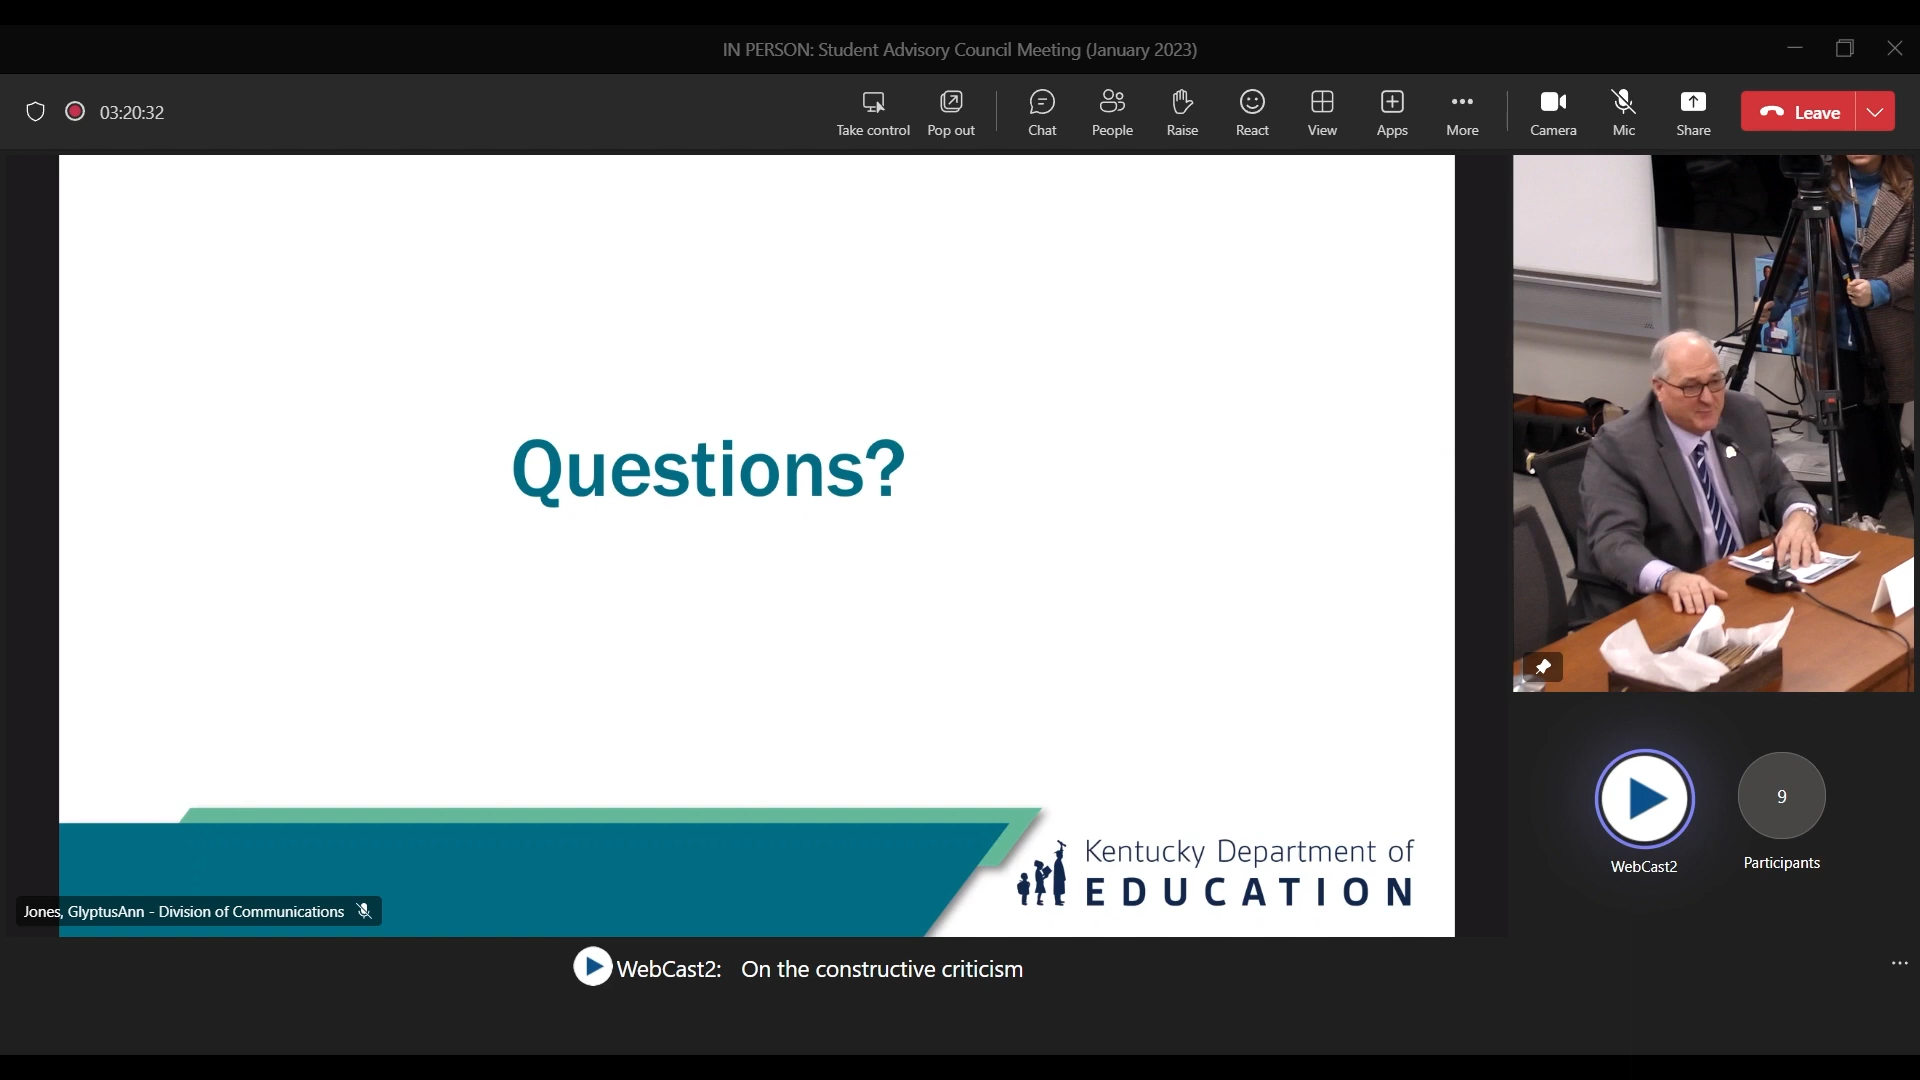 IN PERSON: Student Advisory Council Meeting (January 2023)
03:20:32
Take control
Pop out
Chat
People
Raise
React
View
Apps
More
Camera
Mic
Share
Leave
Questions?
Kentucky Department of
EDUCATION
Jones, GlyptusAnn - Division of Communications
WebCast2
9
Participants
WebCast2: On the constructive criticism